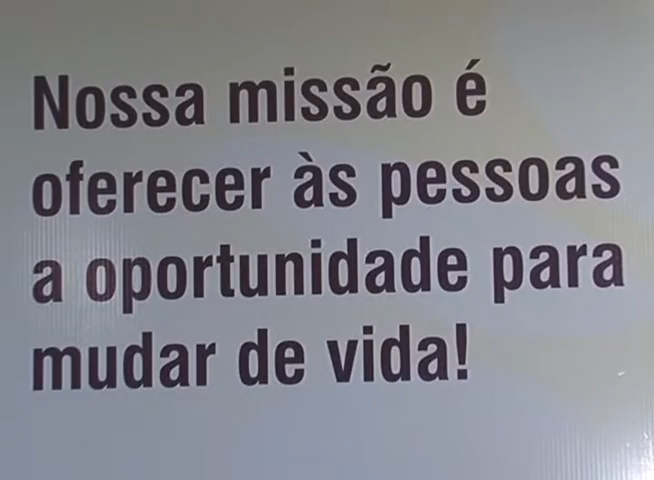 Nossa missão é
oferecer às pessoas
a oportunidade para
mudar de vida!